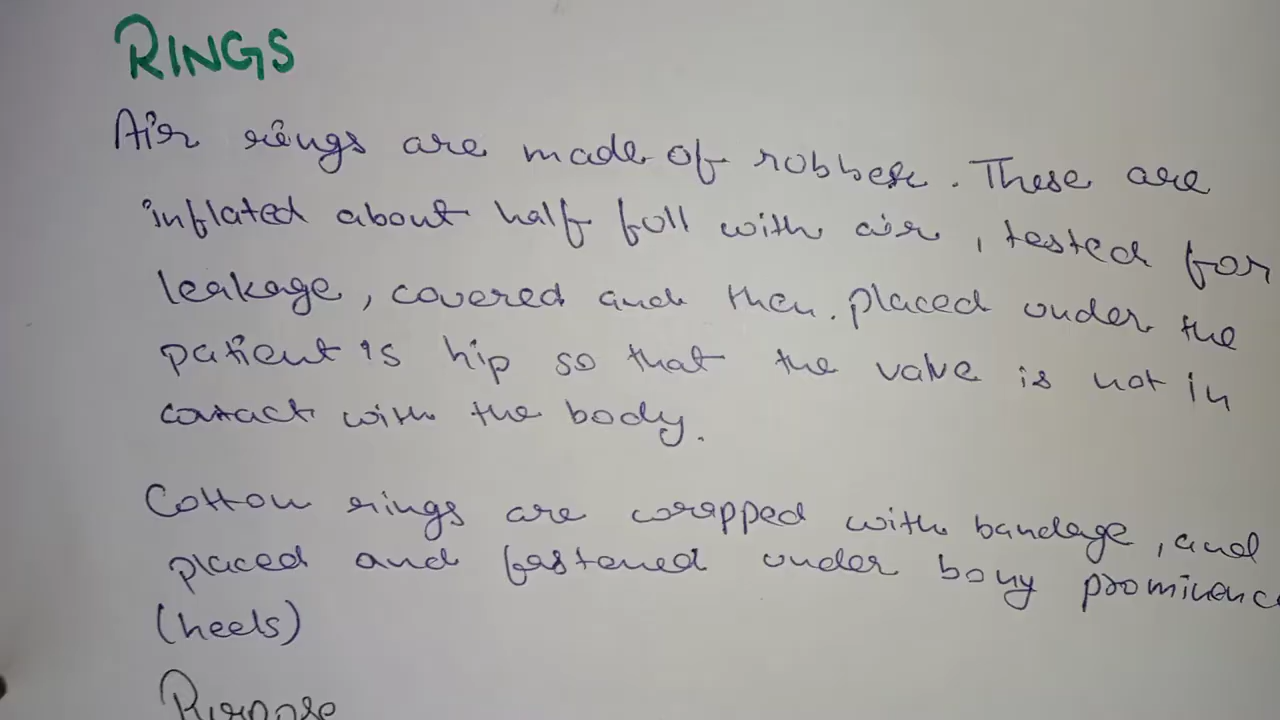 RINGS
Air rings are made of rubber. These are
inflated about half full with air, tested for
leakage, covered and then. placed under the
patient's hip so that the valve is not in
contact with the body.
Cotton rings are wrapped with bandage, and
placed and fastened under bony prominenc
(heels)
Purpose